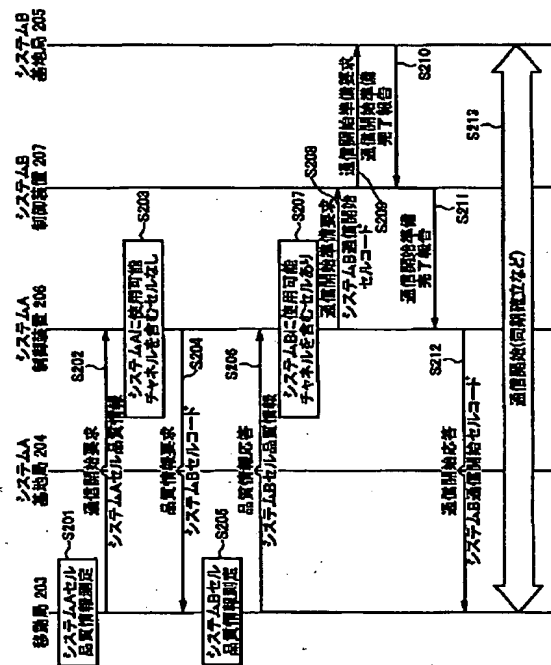 移動局 203
システムA
基地局 204
システムA
制御装置 206
システムB
制御装置 207
システムB
基地局 205
S201
システムAセル
品質情報測定
S202
通信開始要求
システムAセル品質情報
S203
システムAに使用可能
チャネルを含むセルなし
S204
品質情報要求
システムBセルコード
S205
システムBセル
品質情報測定
S206
品質情報応答
システムBセル品質情報
S207
システムBに使用可能
チャネルを含むセルあり
S208
通信開始準備要求
システムB通信開始
セルコード
S209
通信開始準備要求
S210
通信開始準備
完了報告
S211
通信開始準備
完了報告
S212
通信開始応答
システムB通信開始セルコード
S213
通信開始(同期確立など)